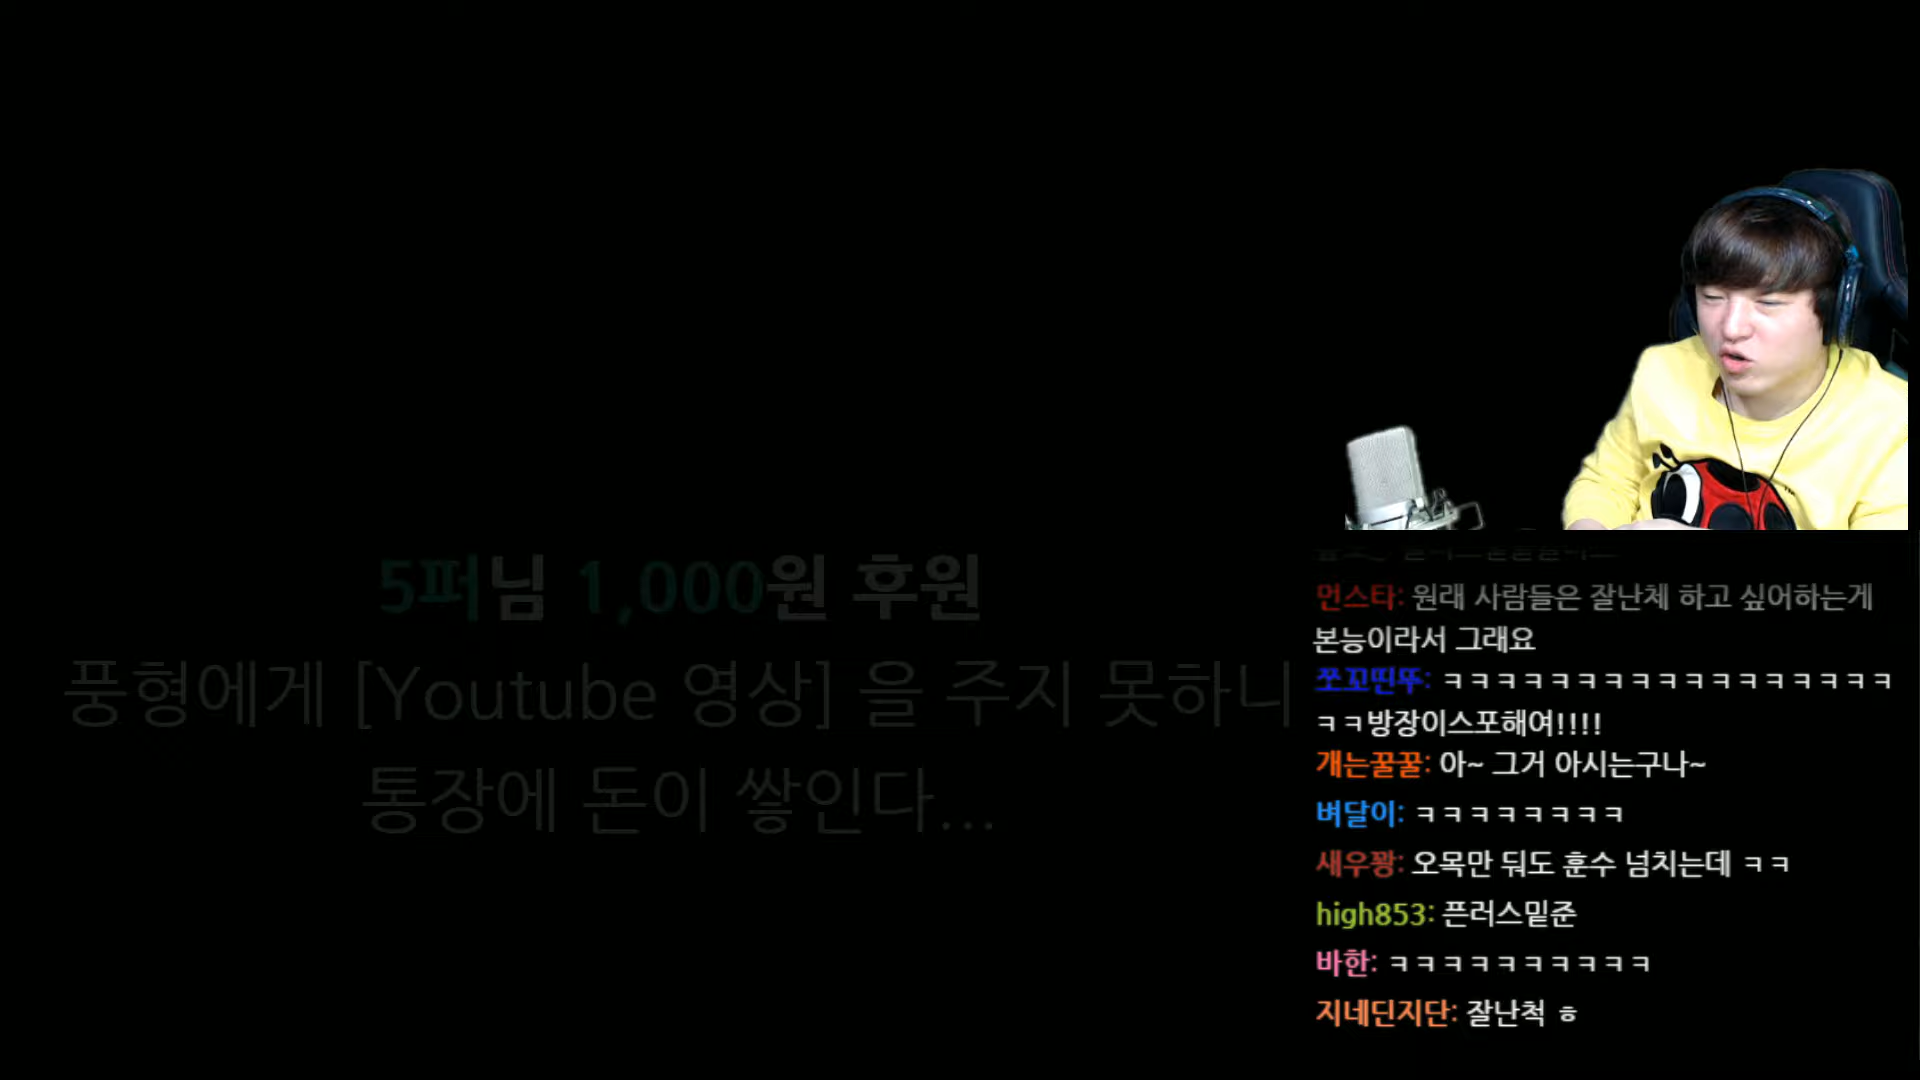 5퍼님 1,000원 후원
풍형에게 [Youtube 영상] 을 주지 못하니
통장에 돈이 쌓인다...
먼스타: 원래 사람들은 잘난체 하고 싶어하는게
본능이라서 그래요
쪼꼬띤뚜: ㅋㅋㅋㅋㅋㅋㅋㅋㅋㅋㅋㅋㅋㅋㅋㅋㅋ
ㅋㅋ방장이스포해여!!!!
개는꿀꿀: 아~ 그거 아시는구나~
벼달이: ㅋㅋㅋㅋㅋㅋㅋㅋ
새우꽝: 오목만 둬도 훈수 넘치는데 ㅋㅋ
high853: 픈러스밑준
바한: ㅋㅋㅋㅋㅋㅋㅋㅋㅋㅋ
지네딘지단: 잘난척 ㅎ